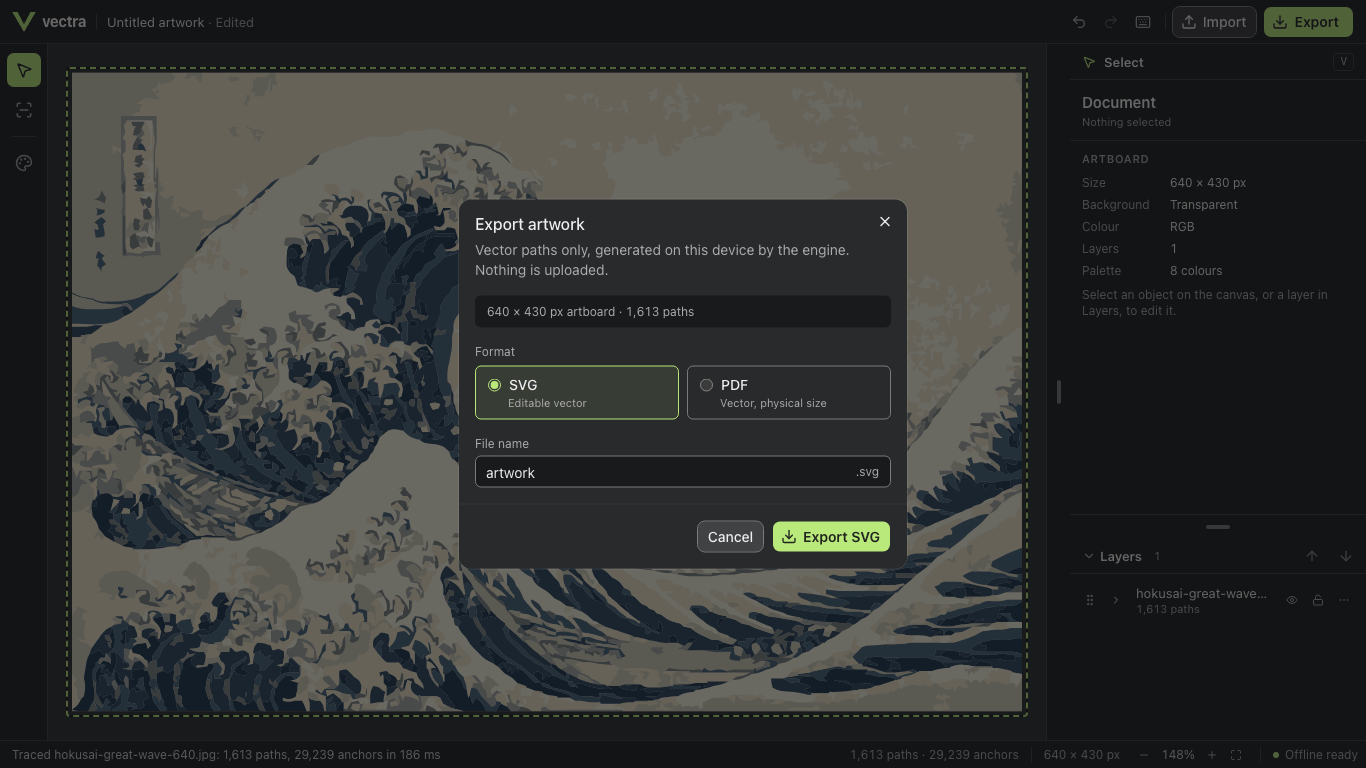 vectra
Untitled artwork · Edited
Import
Export
Select
V
Document
Nothing selected
ARTBOARD
Size 640 × 430 px
Background Transparent
Colour RGB
Layers 1
Palette 8 colours
Select an object on the canvas, or a layer in
Layers, to edit it.
Export artwork
Vector paths only, generated on this device by the engine.
Nothing is uploaded.
640 × 430 px artboard · 1,613 paths
Format
SVG
Editable vector
PDF
Vector, physical size
File name
artwork .svg
Cancel
Export SVG
Layers 1
hokusai-great-wave...
1,613 paths
Traced hokusai-great-wave-640.jpg: 1,613 paths, 29,239 anchors in 186 ms
1,613 paths · 29,239 anchors
640 × 430 px
148%
Offline ready